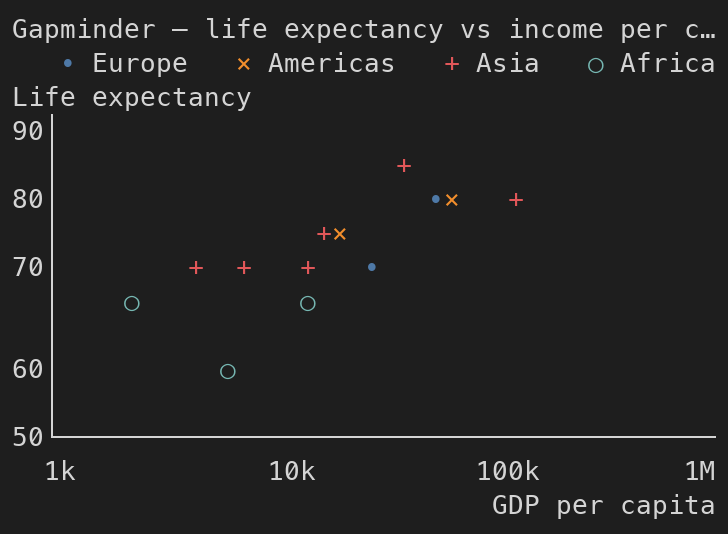 Gapminder — life expectancy vs income per c…
• Europe × Americas + Asia ○ Africa
Life expectancy
90
80
70
60
50
1k 10k 100k 1M
GDP per capita